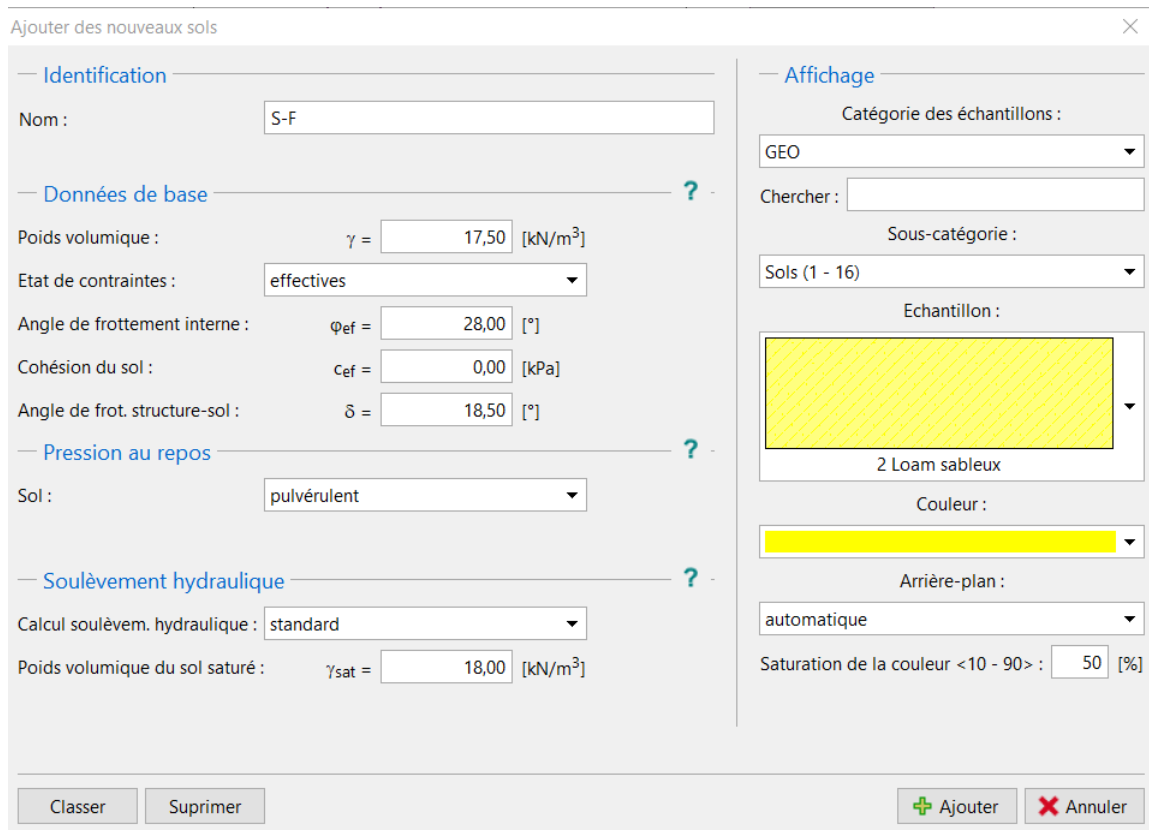 Ajouter des nouveaux sols
Identification
Nom :
S-F
Données de base
?
Poids volumique :
γ =
17,50
[kN/m³]
Etat de contraintes :
effectives
Angle de frottement interne :
φef =
28,00
[°]
Cohésion du sol :
cef =
0,00
[kPa]
Angle de frot. structure-sol :
δ =
18,50
[°]
Pression au repos
?
Sol :
pulvérulent
Soulèvement hydraulique
?
Calcul soulèvem. hydraulique :
standard
Poids volumique du sol saturé :
γsat =
18,00
[kN/m³]
Affichage
Catégorie des échantillons :
GEO
Chercher :
Sous-catégorie :
Sols (1 - 16)
Echantillon :
2 Loam sableux
Couleur :
Arrière-plan :
automatique
Saturation de la couleur <10 - 90> :
50
[%]
Classer
Suprimer
Ajouter
Annuler